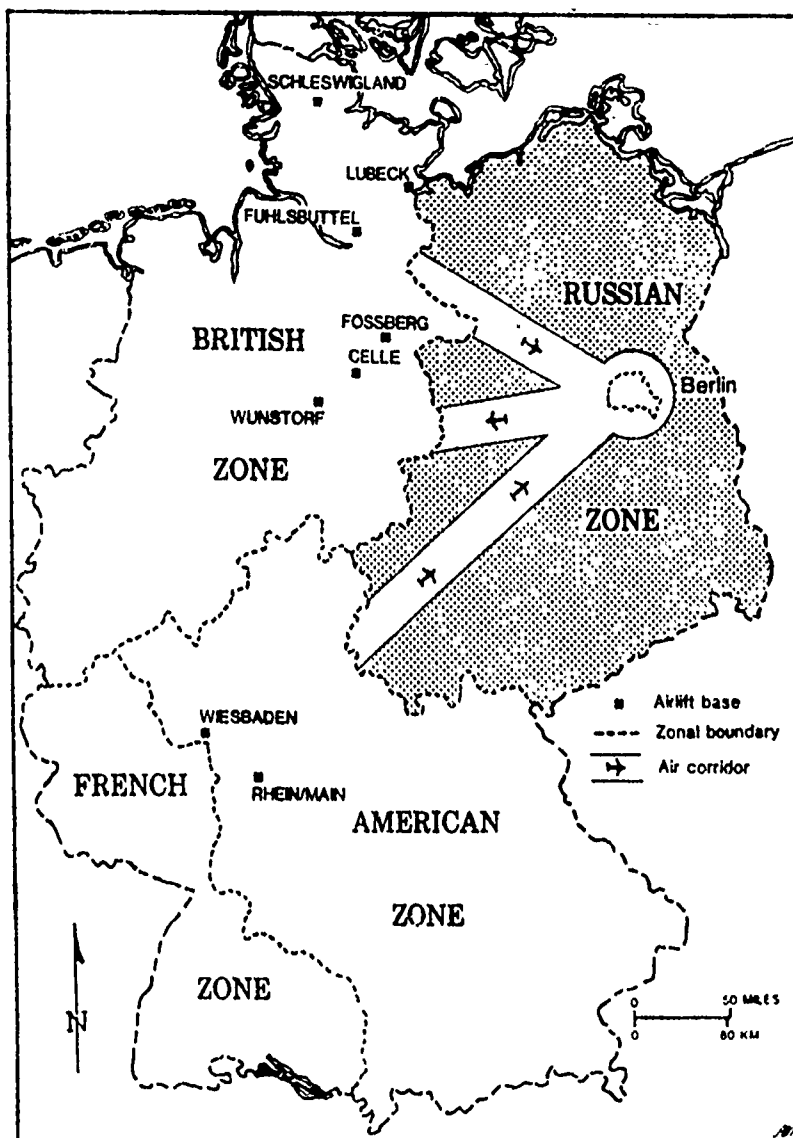 SCHLESWIGLAND
LUBECK
FUHLSBUTTEL
RUSSIAN
FOSSBERG
BRITISH
CELLE
Berlin
WUNSTORF
ZONE
ZONE
Airlift base
WIESBADEN
Zonal boundary
Air corridor
FRENCH
RHEIN/MAIN
AMERICAN
ZONE
ZONE
N
0 50 MILES
0 80 KM